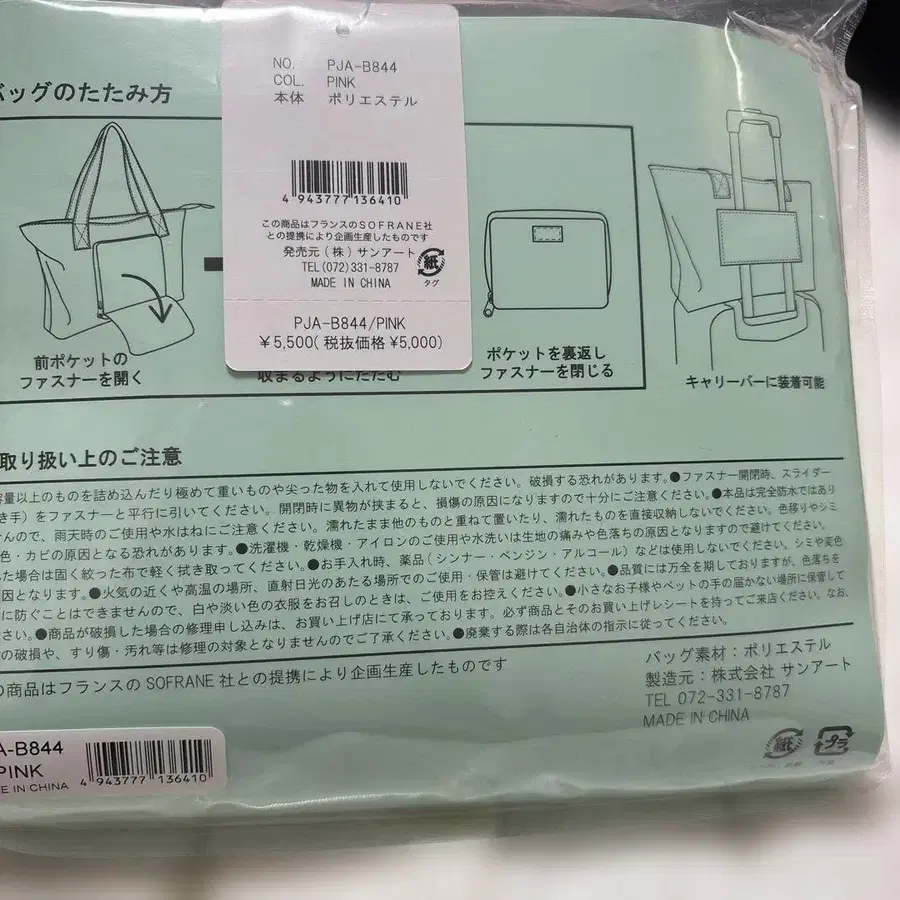 NO. PJA-B844
COL. PINK
本体 ポリエステル
4 943777 136410
この商品はフランスのSOFRANE社
との提携により企画生産したものです
発売元(株)サンアート
TEL(072)331-8787
MADE IN CHINA
紙
タグ
PJA-B844/PINK
￥5,500(税抜価格 ¥5,000)
バッグのたたみ方
前ポケットの
ファスナーを開く
収まるようにたたむ
ポケットを裏返し
ファスナーを閉じる
キャリーバーに装着可能
取り扱い上のご注意
容量以上のものを詰め込んだり極めて重いものや尖った物を入れて使用しないでください。破損する恐れがあります。●ファスナー開閉時、スライダー
き手）をファスナーと平行に引いてください。開閉時に異物が挟まると、損傷の原因になりますので十分にご注意ください。●本品は完全防水ではあり
んので、雨天時のご使用や水はねにご注意ください。濡れたまま他のものと重ねて置いたり、濡れたものを直接収納しないでください。色移りやシミ
色・カビの原因となる恐れがあります。●洗濯機・乾燥機・アイロンのご使用や水洗いは生地の痛みや色落ちの原因となりますので避けてください。
た場合は固く絞った布で軽く拭き取ってください。●お手入れ時、薬品（シンナー・ベンジン・アルコール）などは使用しないでください。シミや変色
因となります。●火気の近くや高温の場所、直射日光のあたる場所でのご使用・保管は避けてください。●品質には万全を期しておりますが、色落ちを
に防ぐことはできませんので、白や淡い色の衣服をお召しのときは、ご使用をお控えください。●小さなお子様やペットの手の届かない場所に保管して
さい。●商品が破損した場合の修理申し込みは、お買い上げ店にて承っております。必ず商品とそのお買い上げレシートを持ってご来店ください。なお、
の破損や、すり傷・汚れ等は修理の対象となりませんのでご了承ください。●廃棄する際は各自治体の指示に従ってください。
の商品はフランスの SOFRANE 社との提携により企画生産したものです
バッグ素材：ポリエステル
製造元：株式会社 サンアート
TEL 072-331-8787
MADE IN CHINA
紙
プラ
A-B844
PINK
E IN CHINA
4 943777 136410